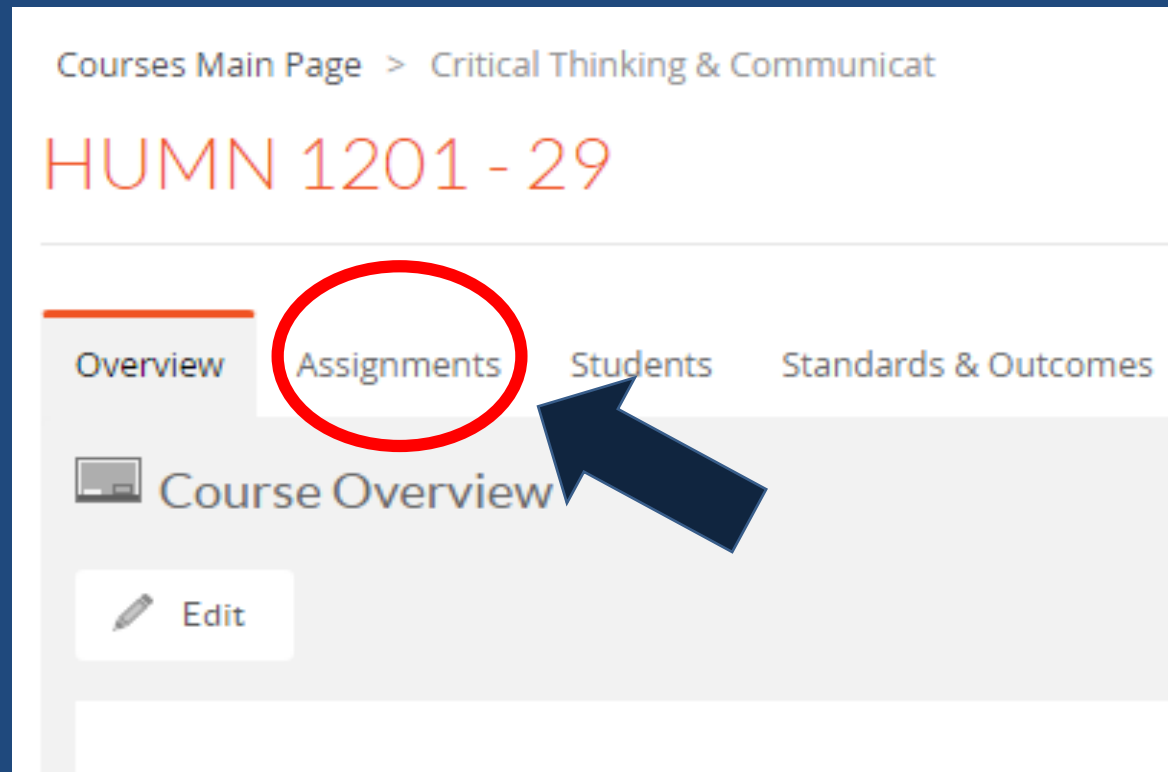 Courses Main Page > Critical Thinking & Communicat
HUMN 1201 - 29
Overview Assignments Students Standards & Outcomes
Course Overview
Edit